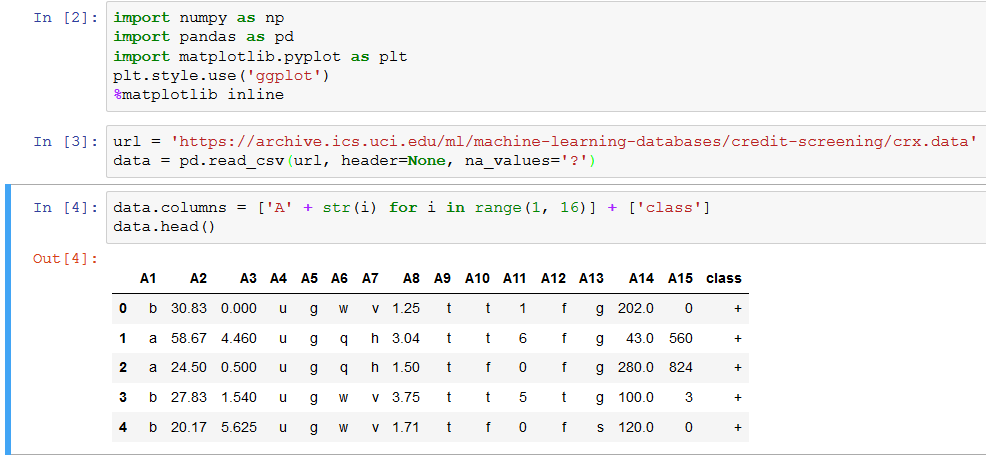 In [2]: import numpy as np
import pandas as pd
import matplotlib.pyplot as plt
plt.style.use('ggplot')
%matplotlib inline
In [3]: url = 'https://archive.ics.uci.edu/ml/machine-learning-databases/credit-screening/crx.data'
data = pd.read_csv(url, header=None, na_values='?')
In [4]: data.columns = ['A' + str(i) for i in range(1, 16)] + ['class']
data.head()
Out[4]:
A1 A2 A3 A4 A5 A6 A7 A8 A9 A10 A11 A12 A13 A14 A15 class
0 b 30.83 0.000 u g w v 1.25 t t 1 f g 202.0 0 +
1 a 58.67 4.460 u g q h 3.04 t t 6 f g 43.0 560 +
2 a 24.50 0.500 u g q h 1.50 t f 0 f g 280.0 824 +
3 b 27.83 1.540 u g w v 3.75 t t 5 t g 100.0 3 +
4 b 20.17 5.625 u g w v 1.71 t f 0 f s 120.0 0 +